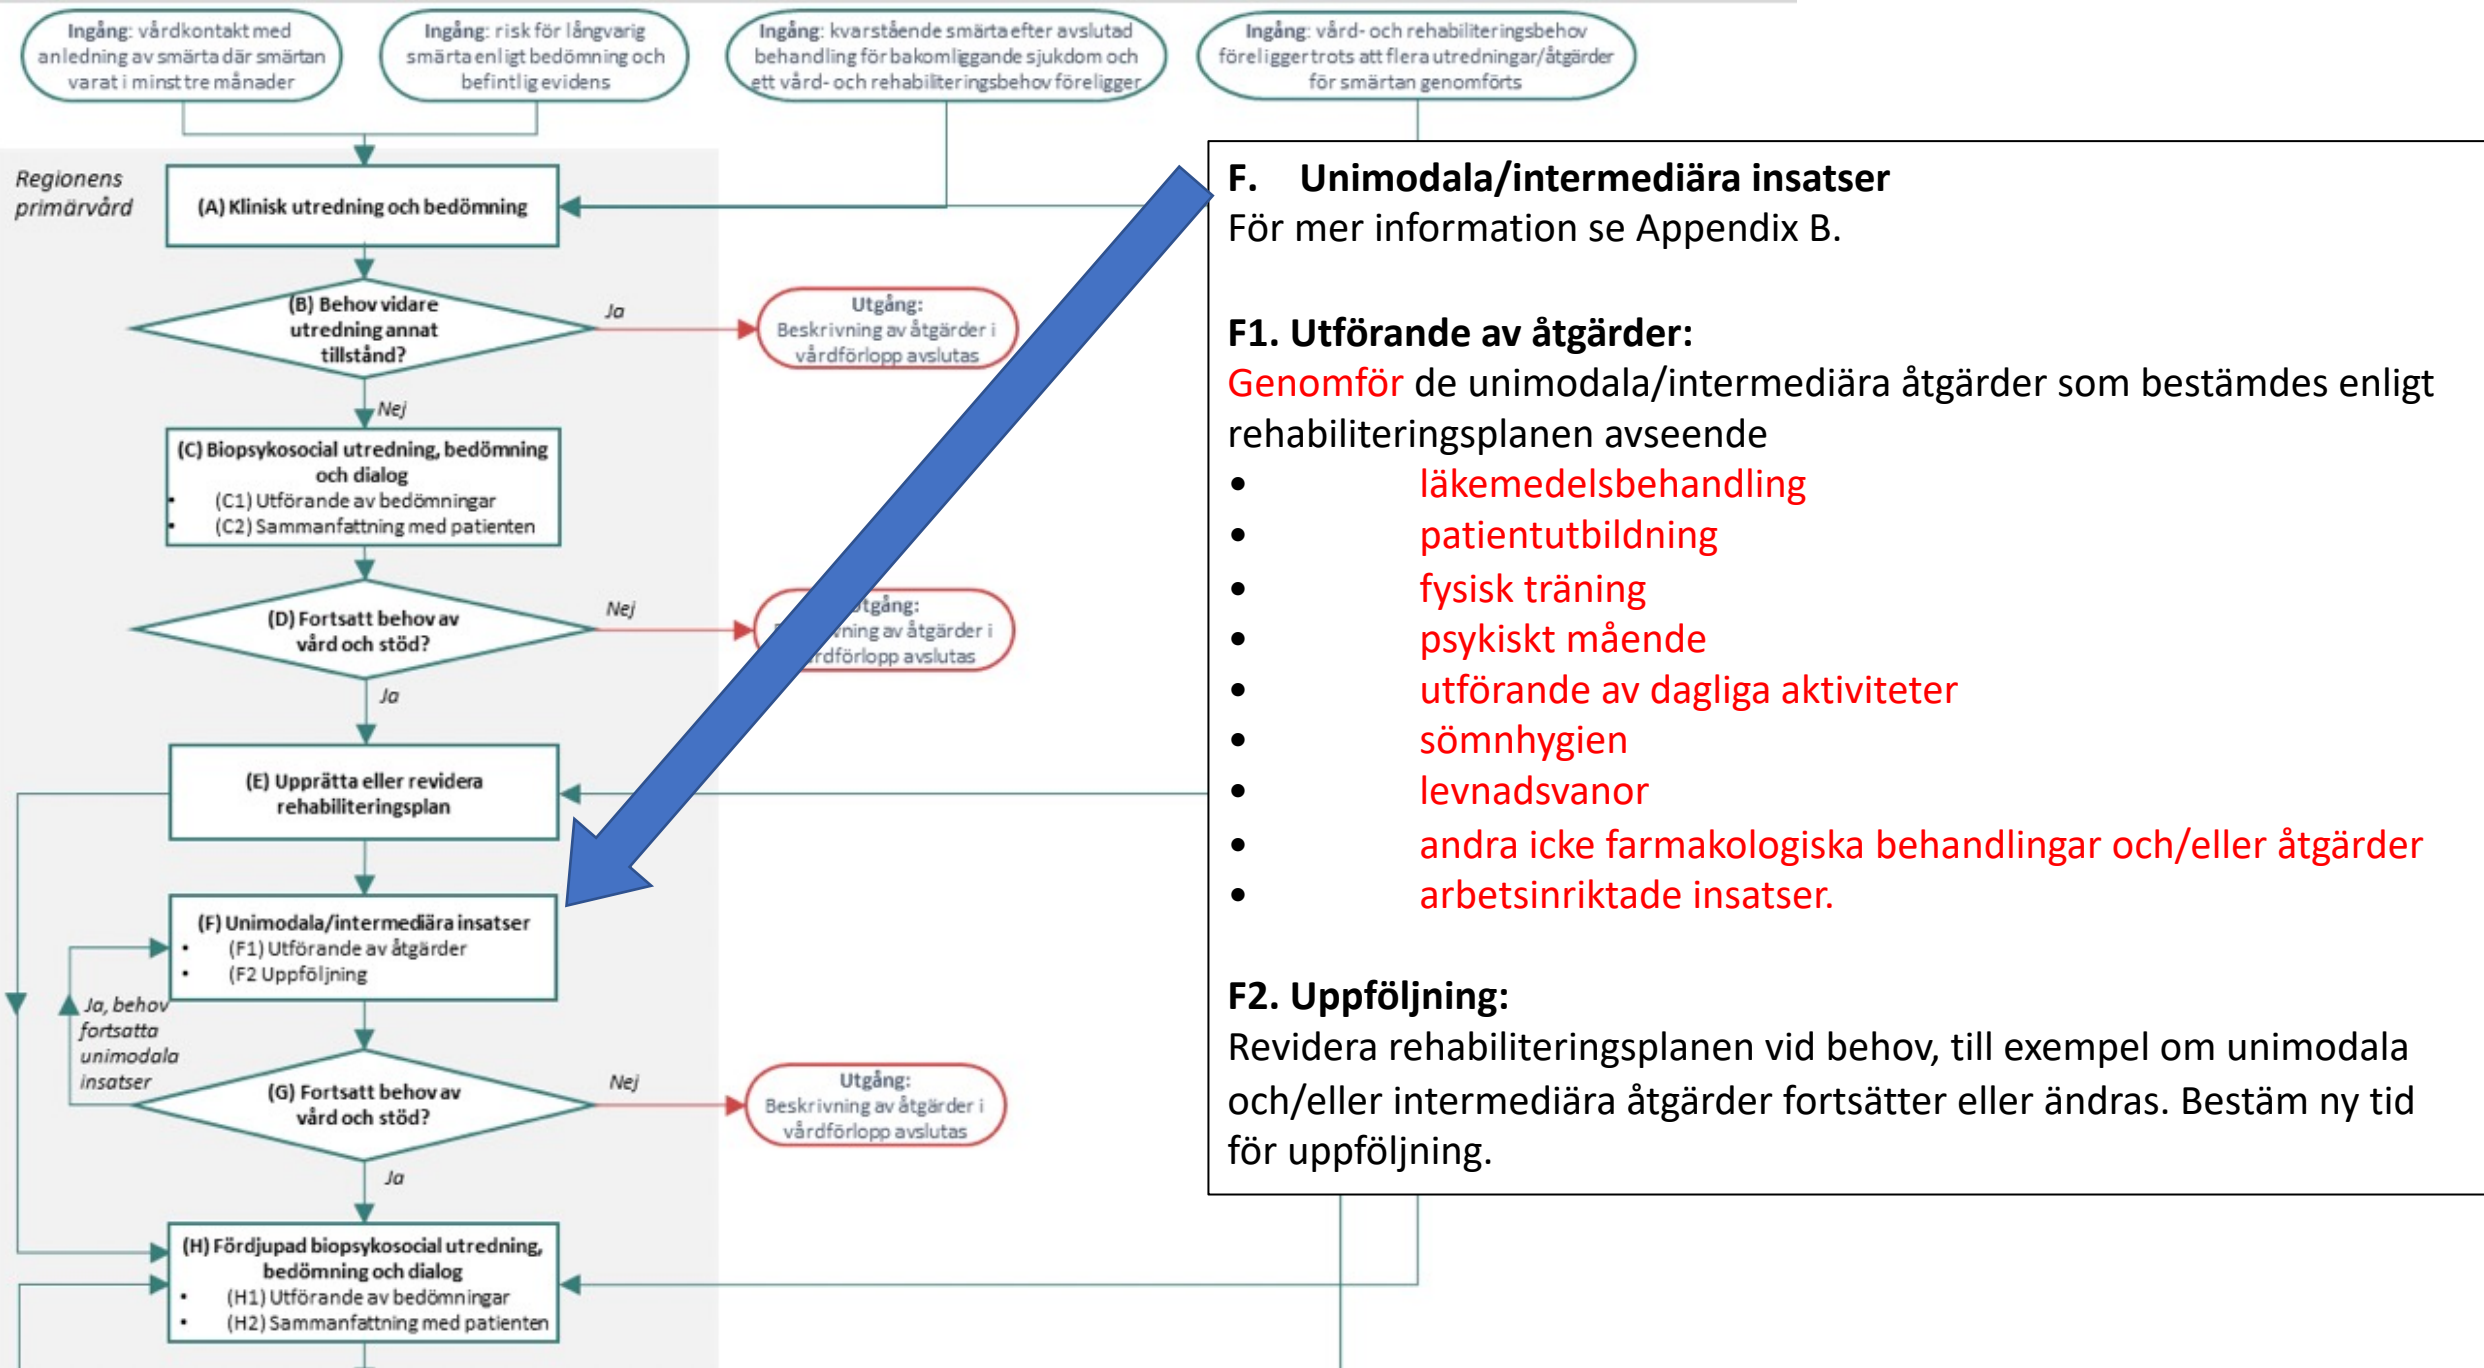 Ingång: vårdkontakt med
anledning av smärta där smärtan
varat i minst tre månader
Ingång: risk för långvarig
smärta enligt bedömning och
befintlig evidens
Ingång: kvarstående smärta efter avslutad
behandling för bakomliggande sjukdom och
ett vård- och rehabiliteringsbehov föreligger
Ingång: vård- och rehabiliteringsbehov
föreligger trots att flera utredningar/åtgärder
för smärtan genomförts
Regionens
primärvård
(A) Klinisk utredning och bedömning
(B) Behov vidare
utredning annat
tillstånd?
Ja
Utgång:
Beskrivning av åtgärder i
vårdförlopp avslutas
Nej
(C) Biopsykosocial utredning, bedömning
och dialog
• (C1) Utförande av bedömningar
• (C2) Sammanfattning med patienten
(D) Fortsatt behov av
vård och stöd?
Nej
åtgärder i
avslutas
Ja
(E) Upprätta eller revidera
rehabiliteringsplan
(F) Unimodala/intermediära insatser
• (F1) Utförande av åtgärder
• (F2 Uppföljning
Ja, behov
fortsatta
unimodala
insatser
(G) Fortsatt behov av
vård och stöd?
Nej
Utgång:
Beskrivning av åtgärder i
vårdförlopp avslutas
Ja
(H) Fördjupad biopsykosocial utredning,
bedömning och dialog
• (H1) Utförande av bedömningar
• (H2) Sammanfattning med patienten
F. Unimodala/intermediära insatser
För mer information se Appendix B.
F1. Utförande av åtgärder:
Genomför de unimodala/intermediära åtgärder som bestämdes enligt
rehabiliteringsplanen avseende
• läkemedelsbehandling
• patientutbildning
• fysisk träning
• psykiskt mående
• utförande av dagliga aktiviteter
• sömnhygien
• levnadsvanor
• andra icke farmakologiska behandlingar och/eller åtgärder
• arbetsinriktade insatser.
F2. Uppföljning:
Revidera rehabiliteringsplanen vid behov, till exempel om unimodala
och/eller intermediära åtgärder fortsätter eller ändras. Bestäm ny tid
för uppföljning.